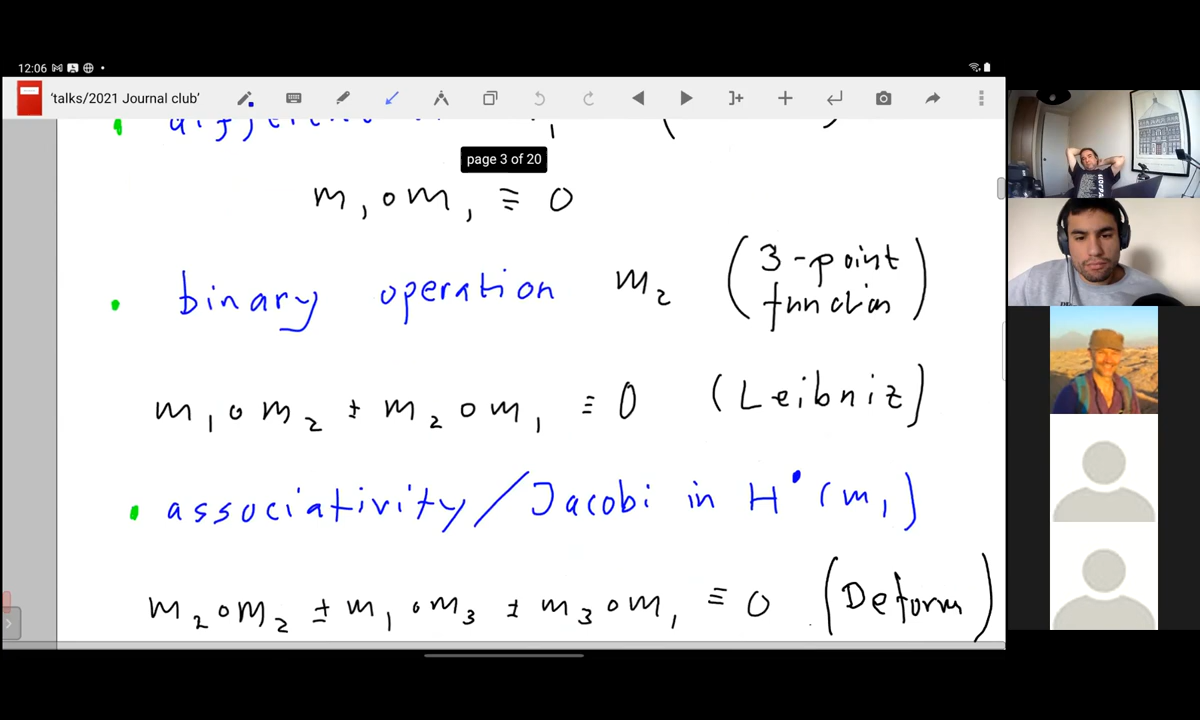 12:06
'talks/2021 Journal club'
page 3 of 20
m₁ ∘ m₁ ≡ 0
• binary operation m₂ (3-point function)
m₁ ∘ m₂ ± m₂ ∘ m₁ ≡ 0 (Leibniz)
• associativity / Jacobi in H•(m₁)
m₂ ∘ m₂ ± m₁ ∘ m₃ ± m₃ ∘ m₁ ≡ 0 (Deform)